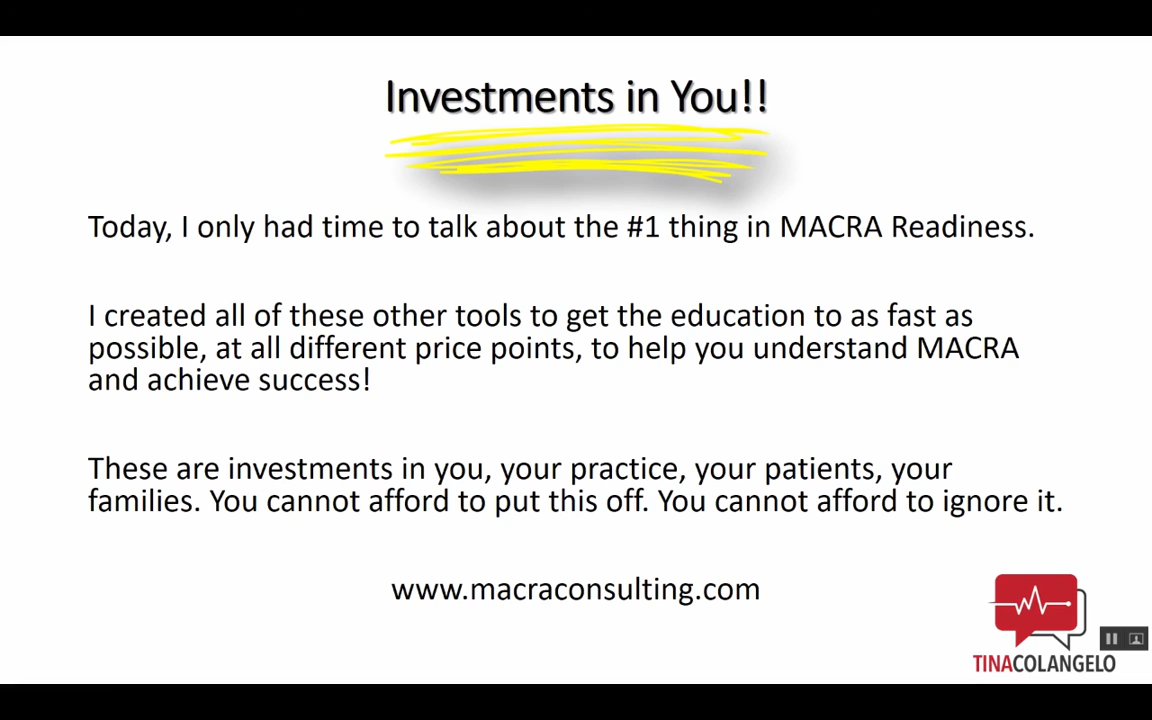 Investments in You!!
Today, I only had time to talk about the #1 thing in MACRA Readiness.
I created all of these other tools to get the education to as fast as
possible, at all different price points, to help you understand MACRA
and achieve success!
These are investments in you, your practice, your patients, your
families. You cannot afford to put this off. You cannot afford to ignore it.
www.macraconsulting.com
TINACOLANGELO